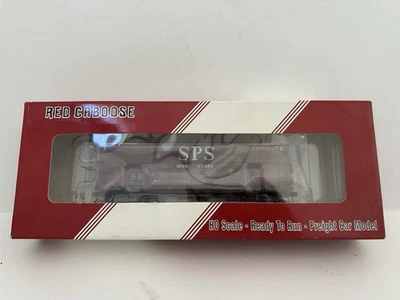 RED CABOOSE
SPS
HO Scale - Ready To Run - Freight Car Model